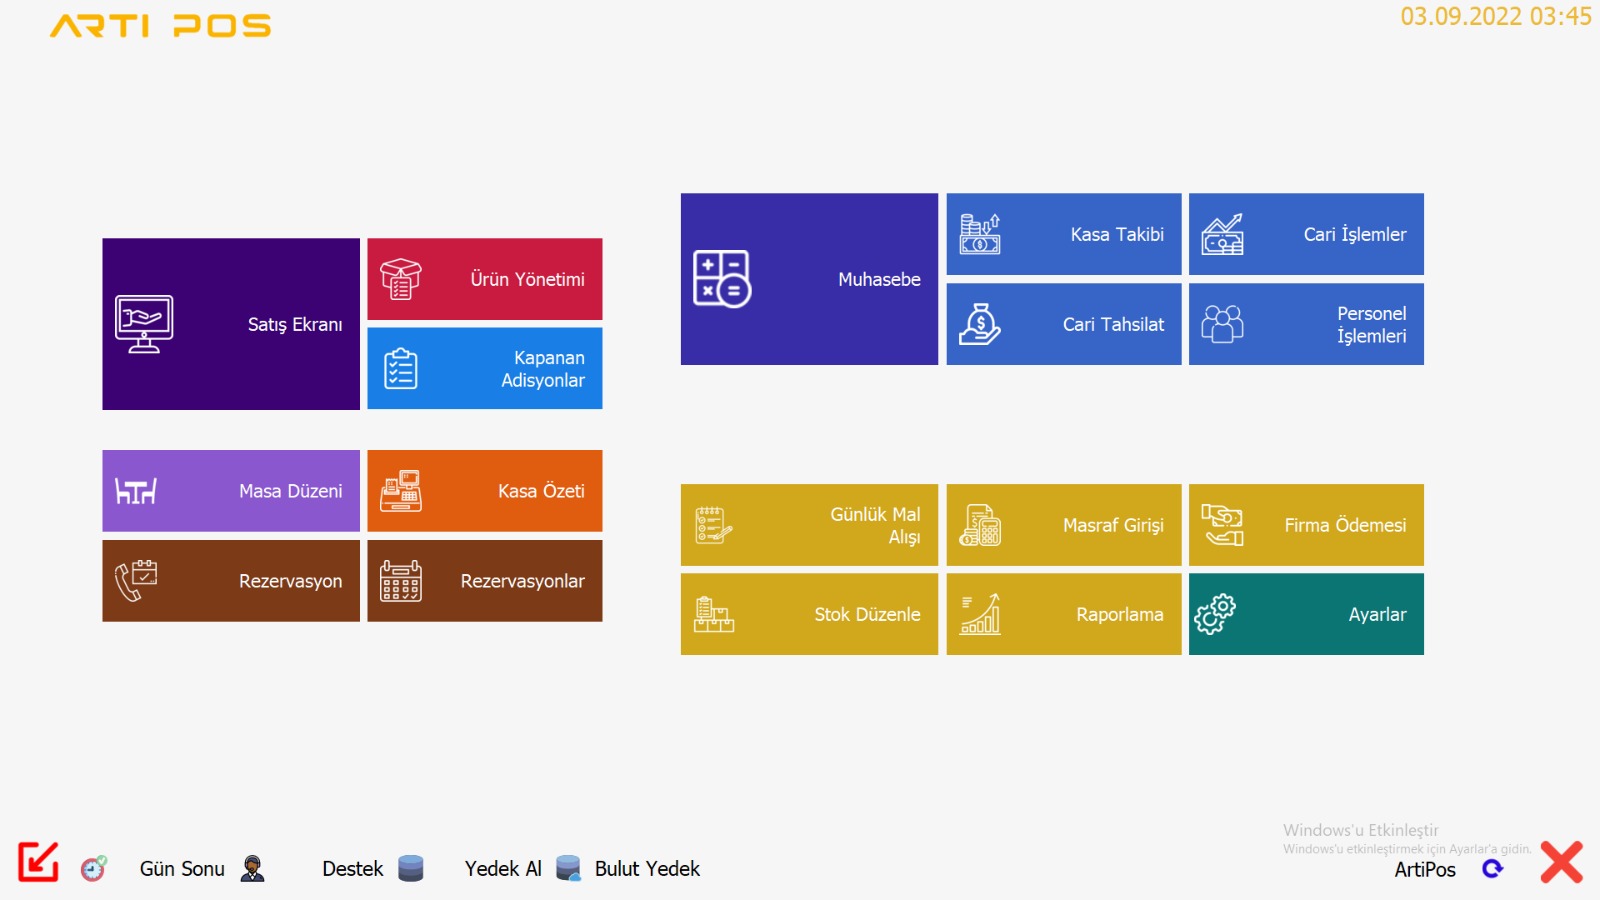 ARTI POS
03.09.2022 03:45
Satış Ekranı
Ürün Yönetimi
Kapanan
Adisyonlar
Masa Düzeni
Kasa Özeti
Rezervasyon
Rezervasyonlar
Muhasebe
Kasa Takibi
Cari İşlemler
Cari Tahsilat
Personel
İşlemleri
Günlük Mal
Alışı
Masraf Girişi
Firma Ödemesi
Stok Düzenle
Raporlama
Ayarlar
Windows'u Etkinleştir
Windows'u etkinleştirmek için Ayarlar'a gidin.
Gün Sonu
Destek
Yedek Al
Bulut Yedek
ArtiPos